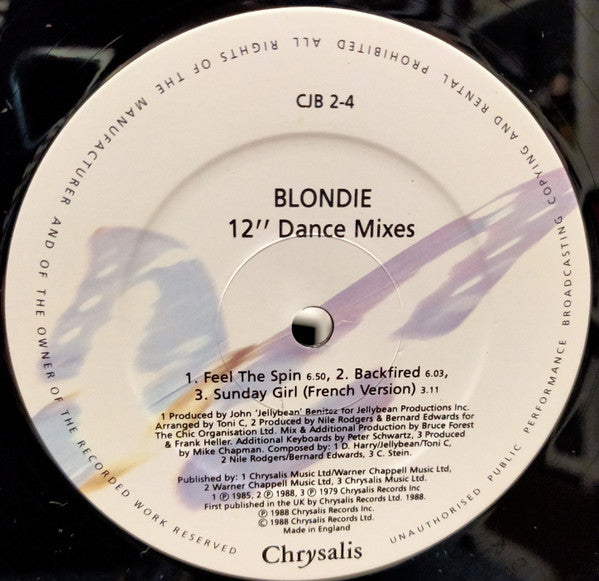 ALL RIGHTS OF THE MANUFACTURER AND OF THE OWNER OF THE RECORDED WORK RESERVED
UNAUTHORISED PUBLIC PERFORMANCE BROADCASTING COPYING AND RENTAL PROHIBITED
CJB 2-4
BLONDIE
12″ Dance Mixes
1. Feel The Spin 6.50, 2. Backfired 6.03,
3. Sunday Girl (French Version) 3.11
1 Produced by John 'Jellybean' Benitez for Jellybean Productions Inc.
Arranged by Toni C, 2 Produced by Nile Rodgers & Bernard Edwards for
The Chic Organisation Ltd. Mix & Additional Production by Bruce Forest
& Frank Heller. Additional Keyboards by Peter Schwartz, 3 Produced
by Mike Chapman. Composed by: 1 D. Harry/Jellybean/Toni C,
2 Nile Rodgers/Bernard Edwards, 3 C. Stein.
Published by: 1 Chrysalis Music Ltd/Warner Chappell Music Ltd,
2 Warner Chappell Music Ltd, 3 Chrysalis Music Ltd.
1 ℗ 1985, 2 ℗ 1988, 3 ℗ 1979 Chrysalis Records Inc
First published in the UK by Chrysalis Records Ltd. 1988.
℗ 1988 Chrysalis Records Inc.
© 1988 Chrysalis Records Ltd.
Made in England
Chrysalis